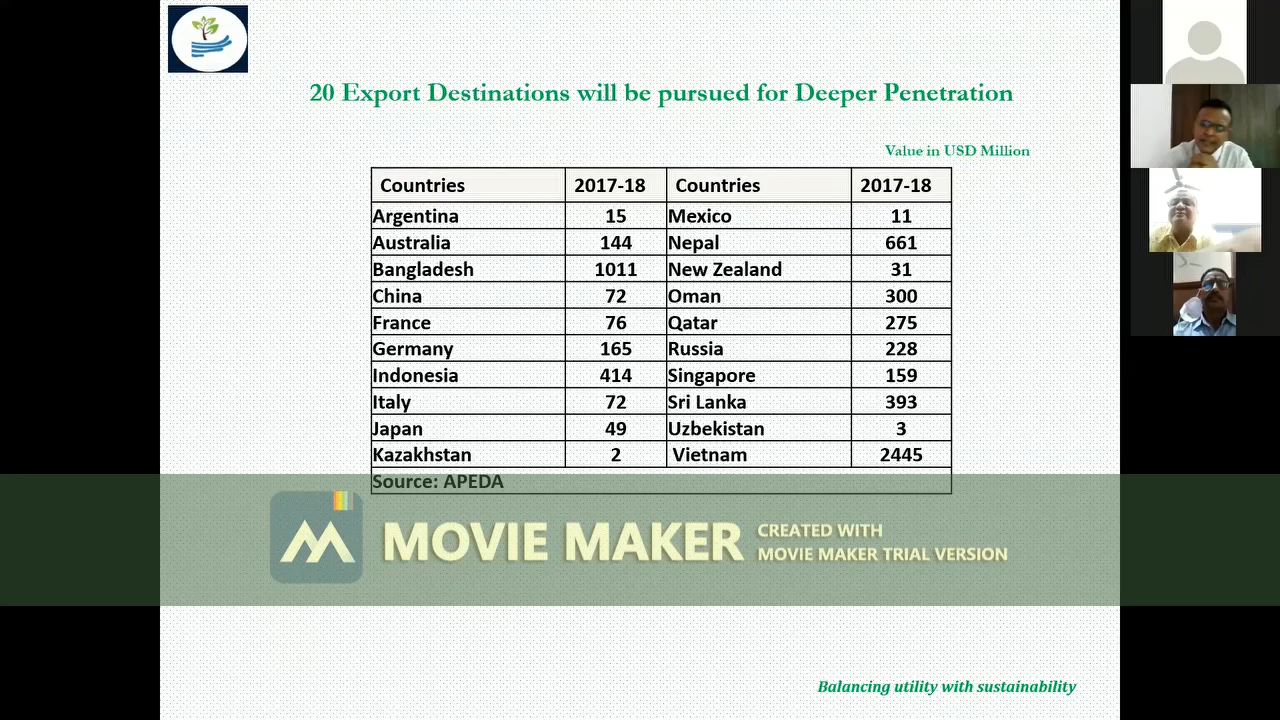 20 Export Destinations will be pursued for Deeper Penetration
Value in USD Million
Countries 2017-18 Countries 2017-18
Argentina 15 Mexico 11
Australia 144 Nepal 661
Bangladesh 1011 New Zealand 31
China 72 Oman 300
France 76 Qatar 275
Germany 165 Russia 228
Indonesia 414 Singapore 159
Italy 72 Sri Lanka 393
Japan 49 Uzbekistan 3
Kazakhstan 2 Vietnam 2445
Source: APEDA
MOVIE MAKER
CREATED WITH
MOVIE MAKER TRIAL VERSION
Balancing utility with sustainability